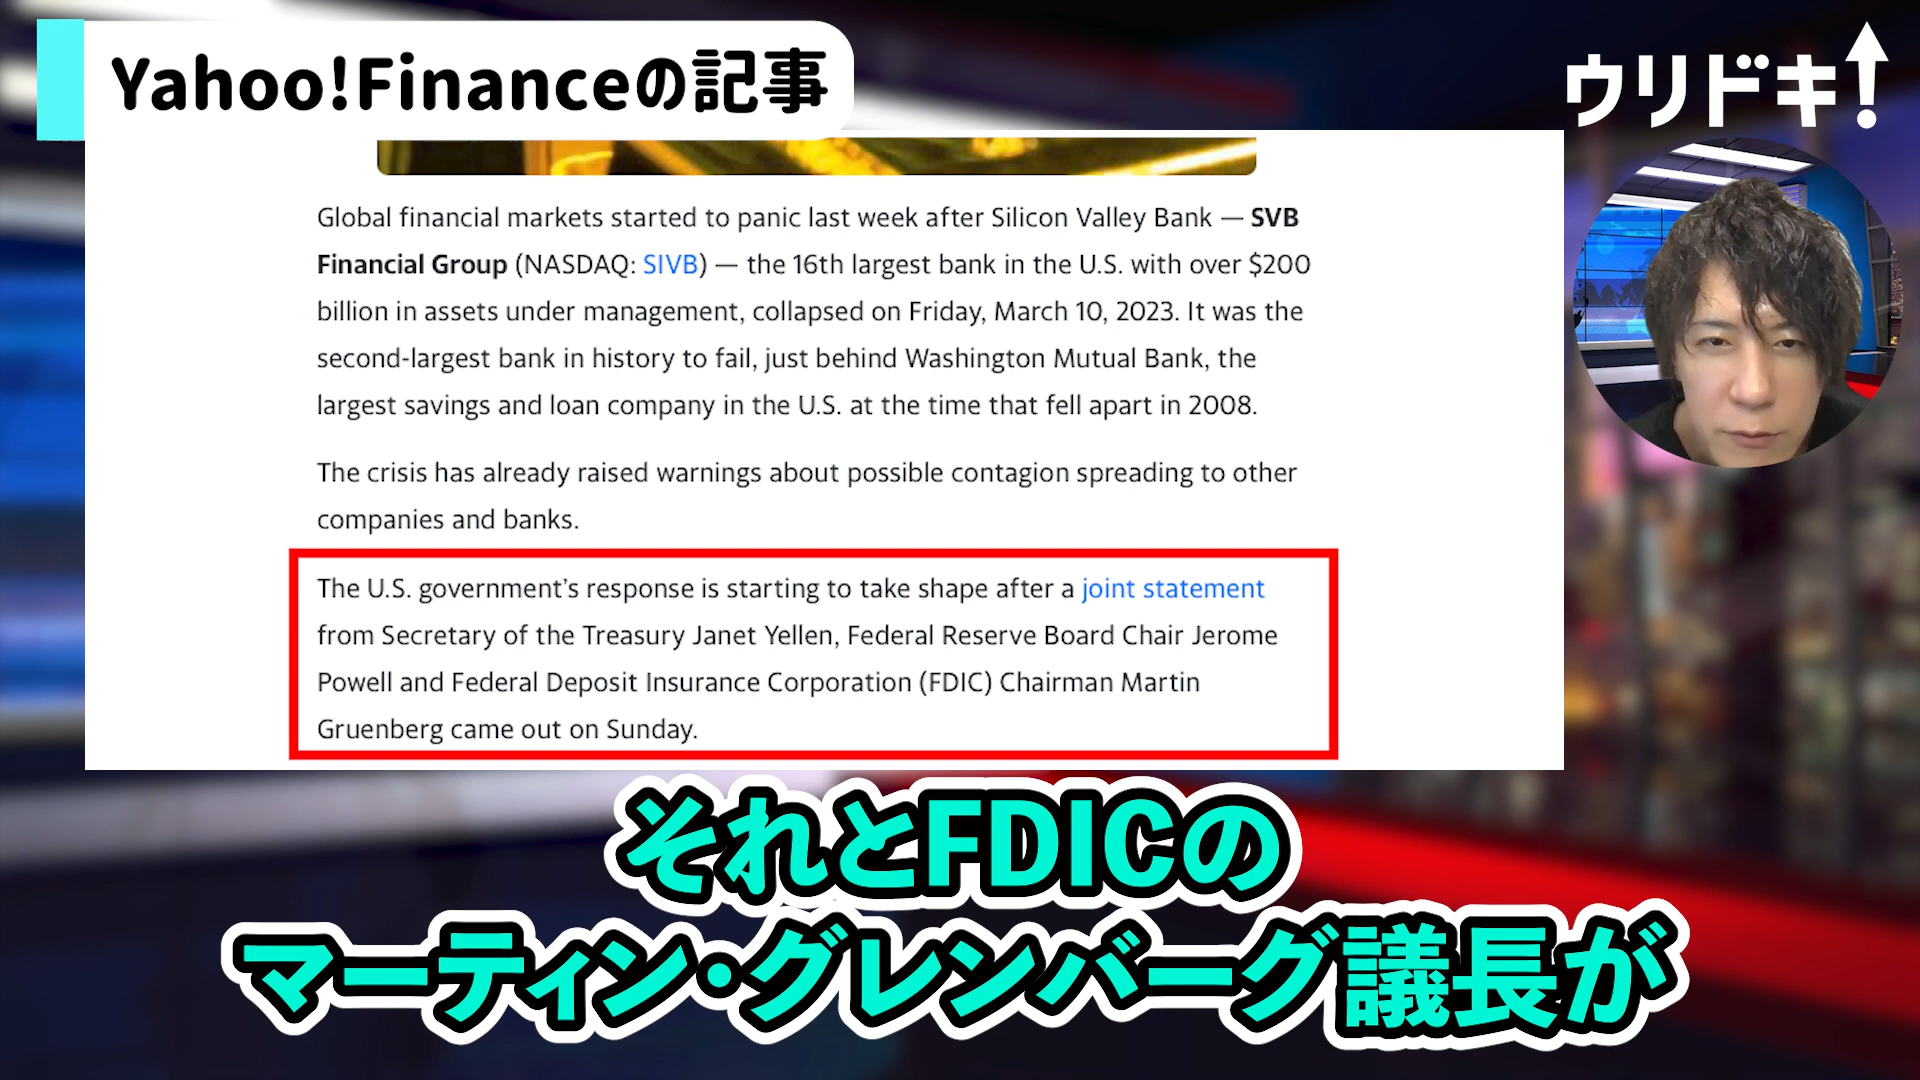 Yahoo!Financeの記事
ウリドキ!
Global financial markets started to panic last week after Silicon Valley Bank — SVB
Financial Group (NASDAQ: SIVB) — the 16th largest bank in the U.S. with over $200
billion in assets under management, collapsed on Friday, March 10, 2023. It was the
second-largest bank in history to fail, just behind Washington Mutual Bank, the
largest savings and loan company in the U.S. at the time that fell apart in 2008.
The crisis has already raised warnings about possible contagion spreading to other
companies and banks.
The U.S. government’s response is starting to take shape after a joint statement
from Secretary of the Treasury Janet Yellen, Federal Reserve Board Chair Jerome
Powell and Federal Deposit Insurance Corporation (FDIC) Chairman Martin
Gruenberg came out on Sunday.
それとFDICの
マーティン・グレンバーグ議長が